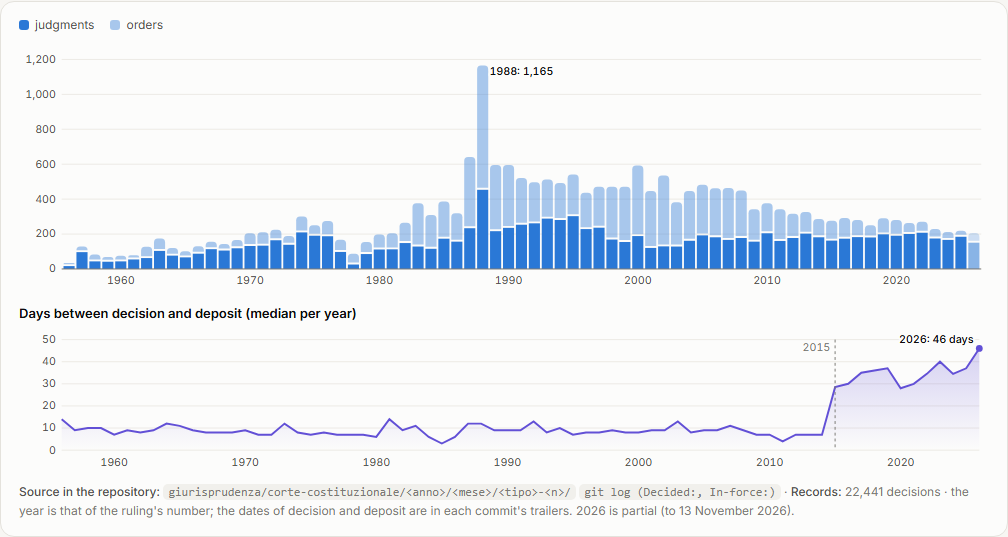 judgments orders
1,200
1988: 1,165
1,000
800
600
400
200
0
1960 1970 1980 1990 2000 2010 2020
Days between decision and deposit (median per year)
50
2026: 46 days
2015
40
30
20
10
0
1960 1970 1980 1990 2000 2010 2020
Source in the repository: giurisprudenza/corte-costituzionale/<anno>/<mese>/<tipo>-<n>/ git log (Decided:, In-force:) · Records: 22,441 decisions · the
year is that of the ruling's number; the dates of decision and deposit are in each commit's trailers. 2026 is partial (to 13 November 2026).